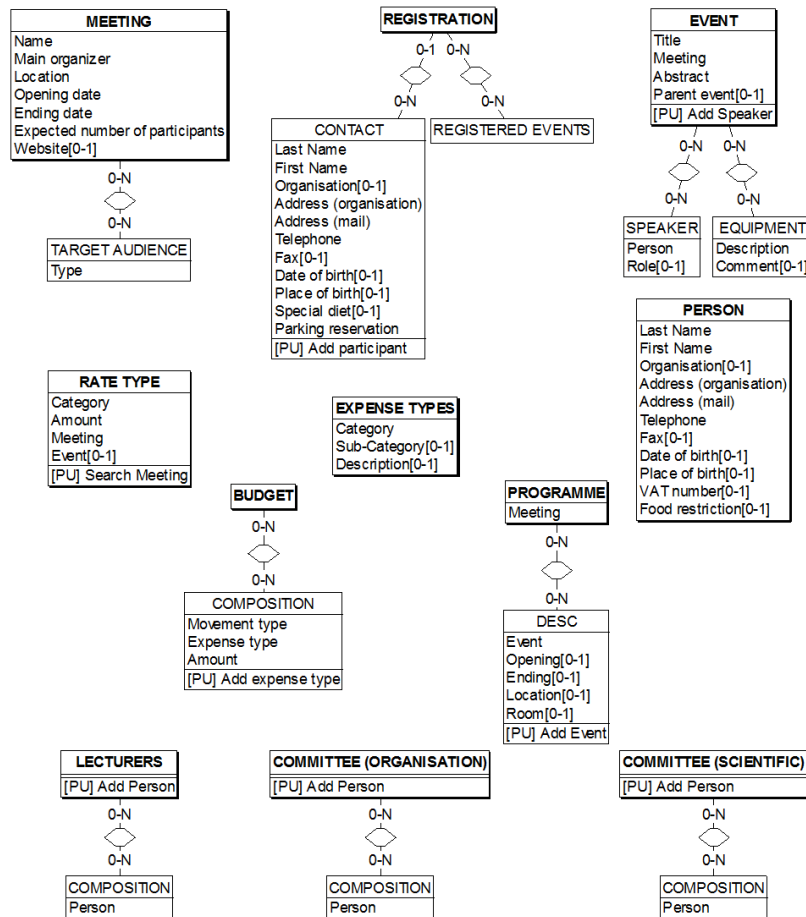 MEETING
Name
Main organizer
Location
Opening date
Ending date
Expected number of participants
Website[0-1]
0-N
0-N
TARGET AUDIENCE
Type
REGISTRATION
0-1
0-N
0-N
0-N
CONTACT
Last Name
First Name
Organisation[0-1]
Address (organisation)
Address (mail)
Telephone
Fax[0-1]
Date of birth[0-1]
Place of birth[0-1]
Special diet[0-1]
Parking reservation
[PU] Add participant
REGISTERED EVENTS
EVENT
Title
Meeting
Abstract
Parent event[0-1]
[PU] Add Speaker
0-N
0-N
0-N
0-N
SPEAKER
Person
Role[0-1]
EQUIPMENT
Description
Comment[0-1]
PERSON
Last Name
First Name
Organisation[0-1]
Address (organisation)
Address (mail)
Telephone
Fax[0-1]
Date of birth[0-1]
Place of birth[0-1]
VAT number[0-1]
Food restriction[0-1]
RATE TYPE
Category
Amount
Meeting
Event[0-1]
[PU] Search Meeting
EXPENSE TYPES
Category
Sub-Category[0-1]
Description[0-1]
BUDGET
0-N
0-N
COMPOSITION
Movement type
Expense type
Amount
[PU] Add expense type
PROGRAMME
Meeting
0-N
0-N
DESC
Event
Opening[0-1]
Ending[0-1]
Location[0-1]
Room[0-1]
[PU] Add Event
LECTURERS
[PU] Add Person
0-N
0-N
COMPOSITION
Person
COMMITTEE (ORGANISATION)
[PU] Add Person
0-N
0-N
COMPOSITION
Person
COMMITTEE (SCIENTIFIC)
[PU] Add Person
0-N
0-N
COMPOSITION
Person